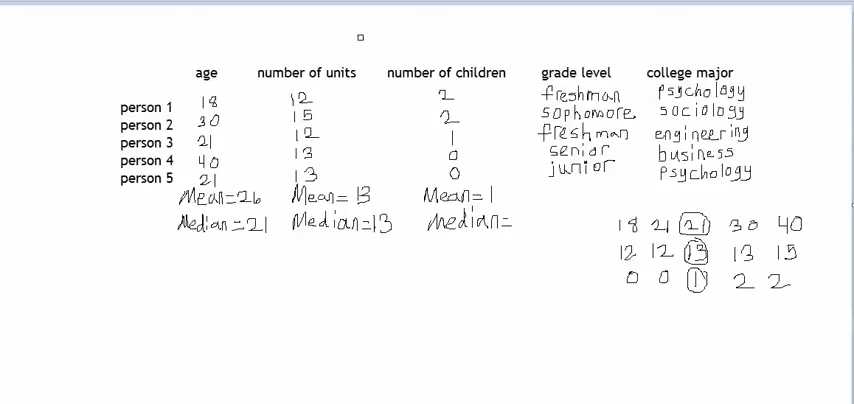 age number of units number of children grade level college major
person 1 18 12 2 freshman psychology
person 2 30 15 2 sophomore sociology
person 3 21 12 1 freshman engineering
person 4 40 13 0 senior business
person 5 21 13 0 junior psychology
Mean=26 Mean=13 Mean=1
Median=21 Median=13 Median=
18 21 21 30 40
12 12 13 13 15
0 0 1 2 2